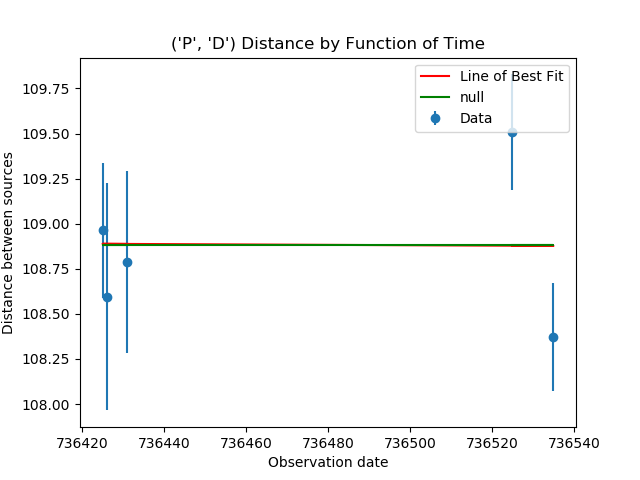 ('P', 'D') Distance by Function of Time
Line of Best Fit
null
Data
109.75
109.50
109.25
109.00
108.75
108.50
108.25
108.00
Distance between sources
736420
736440
736460
736480
736500
736520
736540
Observation date